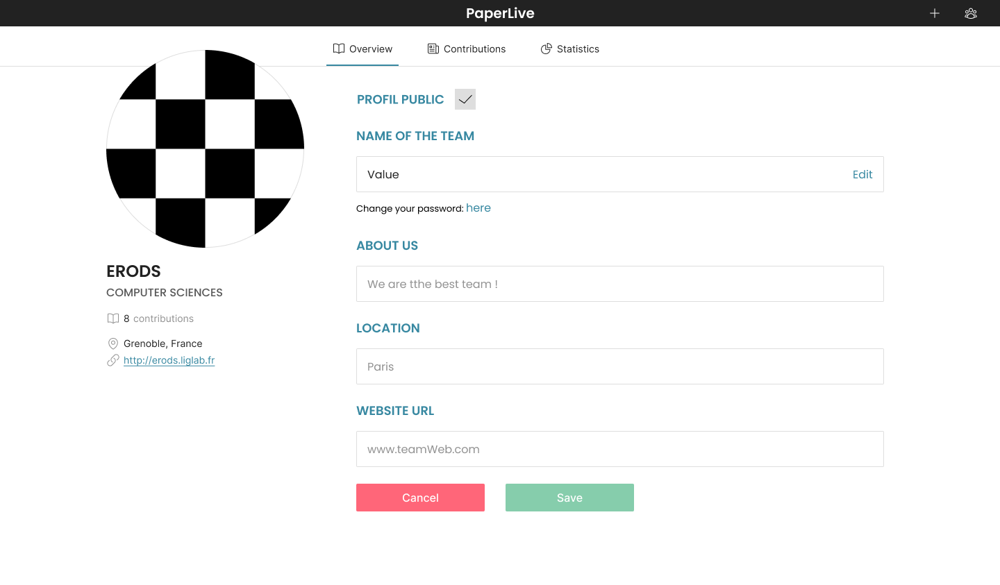 PaperLive
Overview
Contributions
Statistics
ERODS
COMPUTER SCIENCES
8 contributions
Grenoble, France
http://erods.liglab.fr
PROFIL PUBLIC
NAME OF THE TEAM
Value
Edit
Change your password: here
ABOUT US
We are tthe best team !
LOCATION
Paris
WEBSITE URL
www.teamWeb.com
Cancel
Save